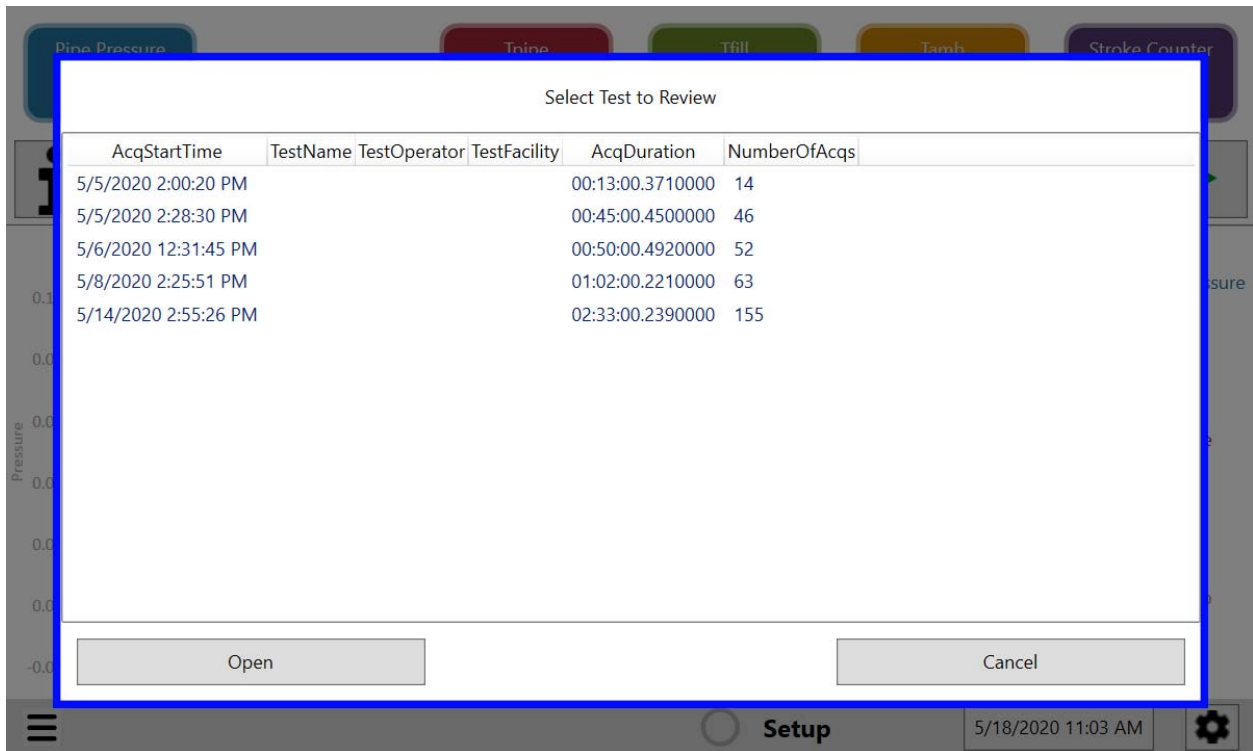 Pipe Pressure Tpipe Tfill Tamb Stroke Counter
Select Test to Review
AcqStartTime TestName TestOperator TestFacility AcqDuration NumberOfAcqs
5/5/2020 2:00:20 PM 00:13:00.3710000 14
5/5/2020 2:28:30 PM 00:45:00.4500000 46
5/6/2020 12:31:45 PM 00:50:00.4920000 52
5/8/2020 2:25:51 PM 01:02:00.2210000 63
5/14/2020 2:55:26 PM 02:33:00.2390000 155
Pressure
Open Cancel
Setup 5/18/2020 11:03 AM